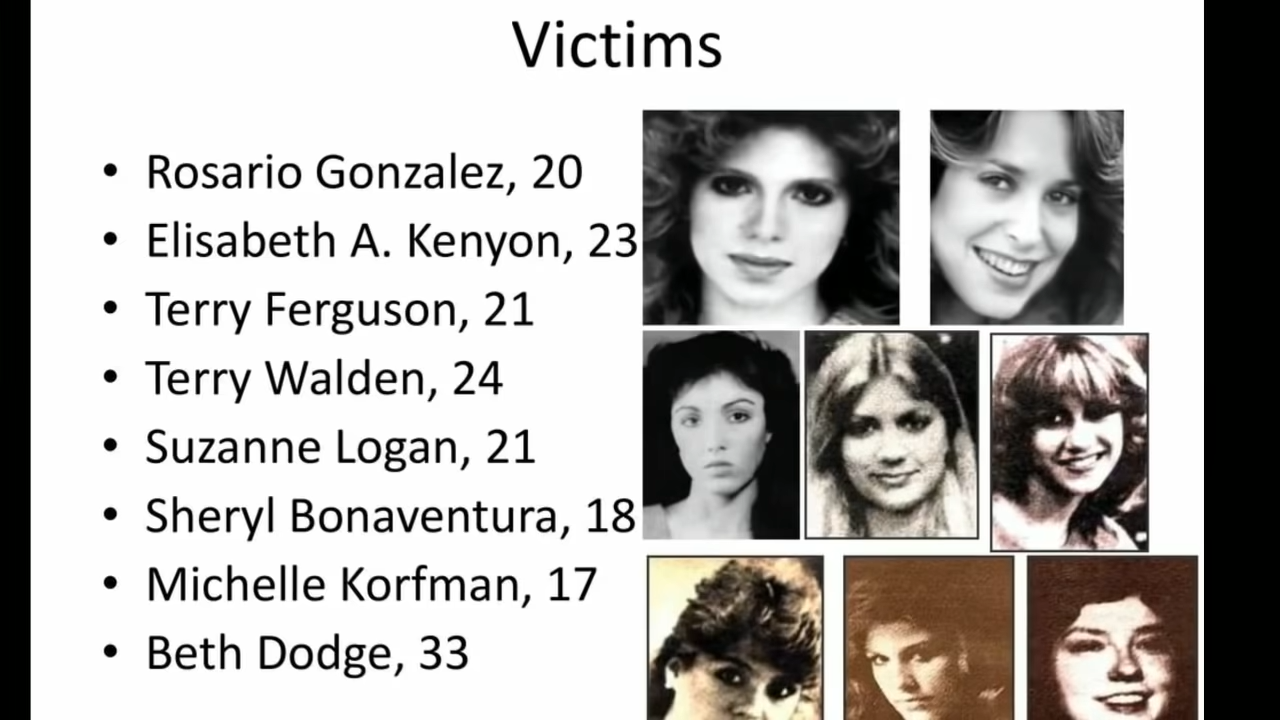 Victims
• Rosario Gonzalez, 20
• Elisabeth A. Kenyon, 23
• Terry Ferguson, 21
• Terry Walden, 24
• Suzanne Logan, 21
• Sheryl Bonaventura, 18
• Michelle Korfman, 17
• Beth Dodge, 33